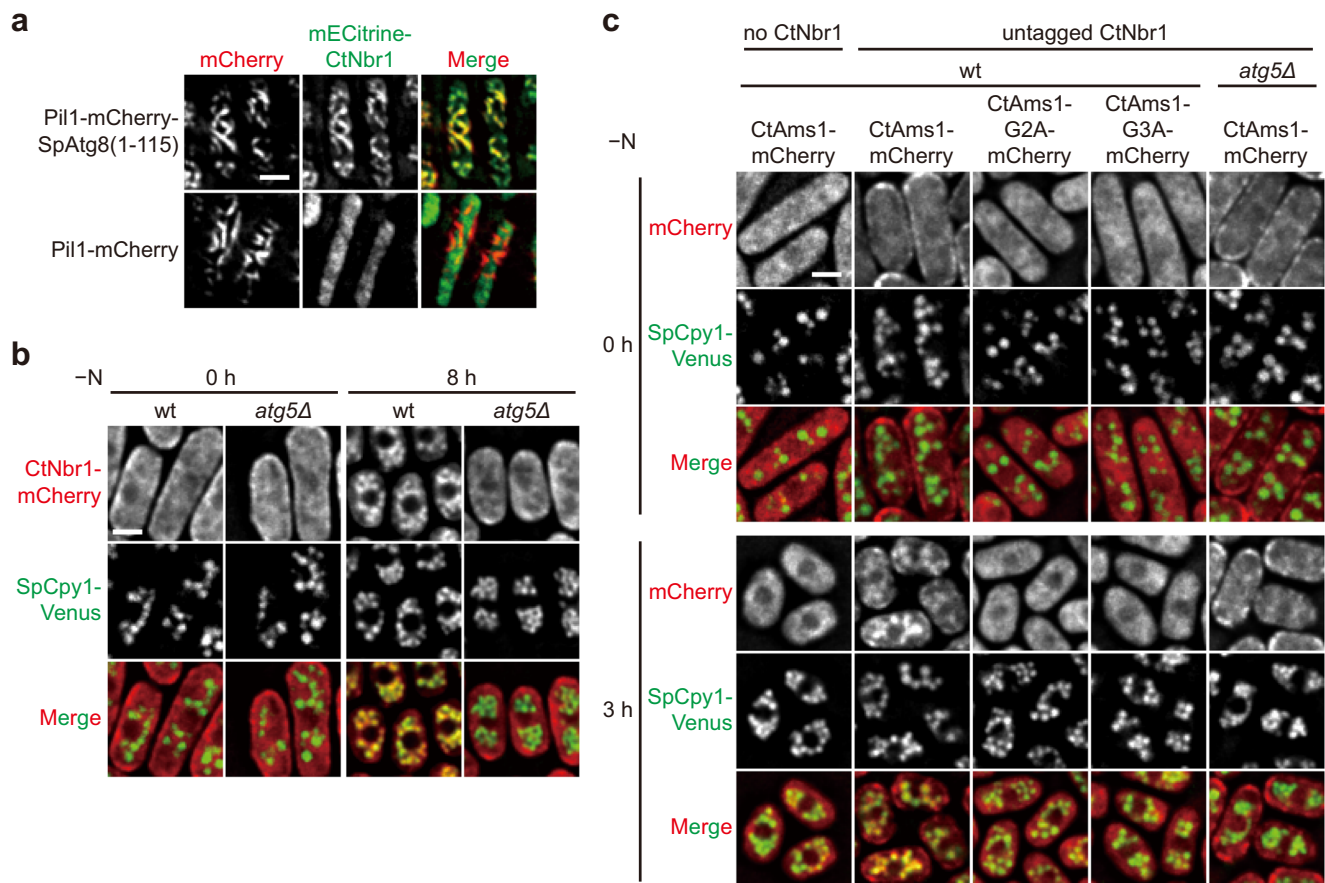 a
mCherry
mECitrine-
CtNbr1
Merge
Pil1-mCherry-
SpAtg8(1-115)
Pil1-mCherry
b
−N
0 h
8 h
wt
atg5Δ
wt
atg5Δ
CtNbr1-
mCherry
SpCpy1-
Venus
Merge
c
no CtNbr1
untagged CtNbr1
wt
atg5Δ
−N
CtAms1-
mCherry
CtAms1-
mCherry
CtAms1-
G2A-
mCherry
CtAms1-
G3A-
mCherry
CtAms1-
mCherry
0 h
mCherry
SpCpy1-
Venus
Merge
3 h
mCherry
SpCpy1-
Venus
Merge